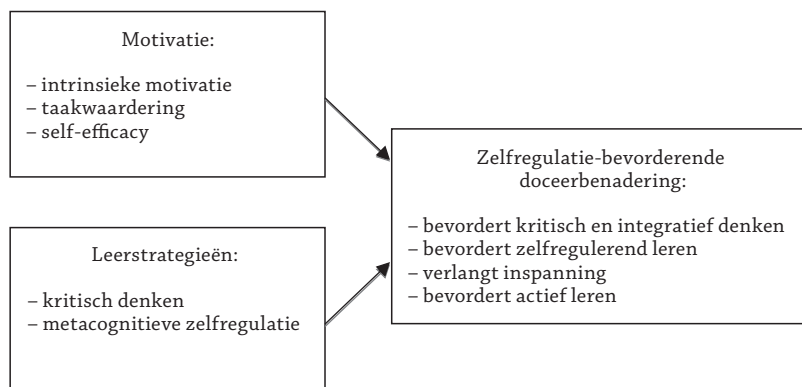 Motivatie:
– intrinsieke motivatie
– taakwaardering
– self-efficacy
Leerstrategieën:
– kritisch denken
– metacognitieve zelfregulatie
Zelfregulatie-bevorderende
doceerbenadering:
– bevordert kritisch en integratief denken
– bevordert zelfregulerend leren
– verlangt inspanning
– bevordert actief leren